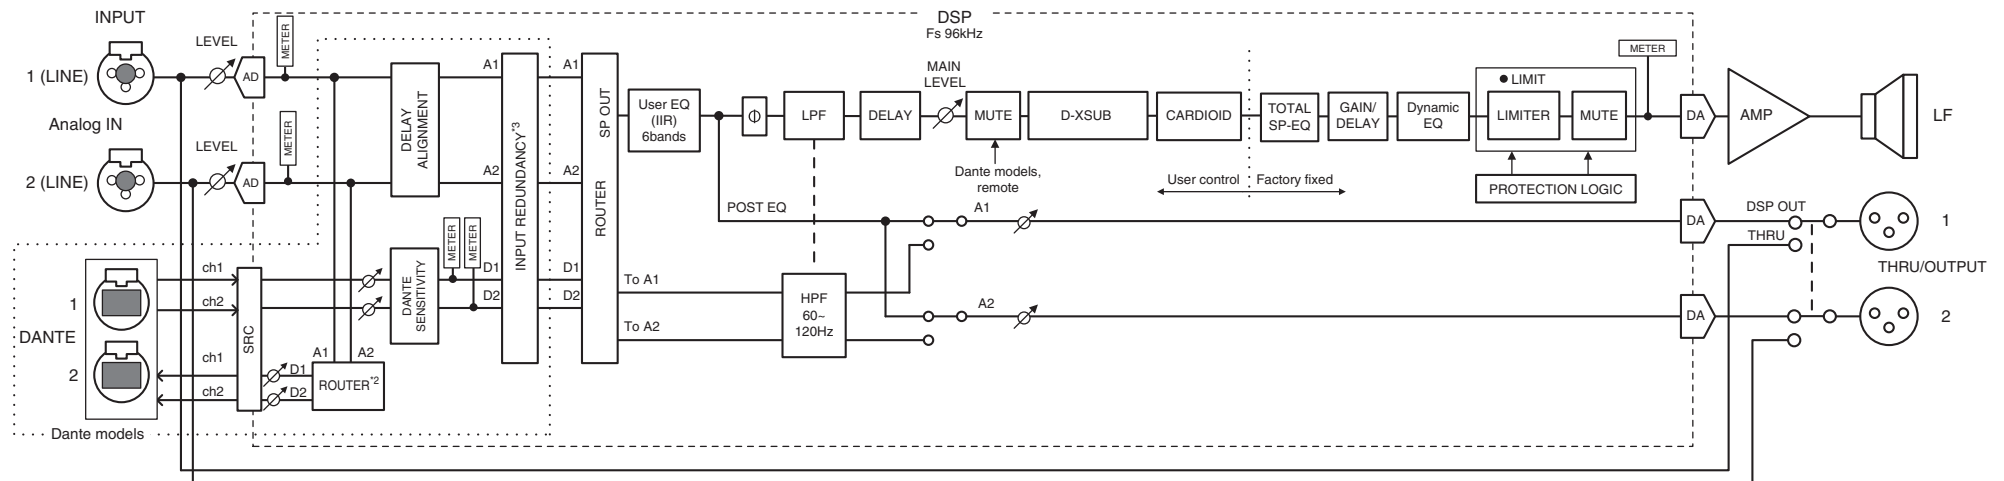 INPUT
DSP
Fs 96kHz
LEVEL
METER
METER
1 (LINE)
AD
A1
A1
MAIN
LEVEL
LIMIT
AMP
LF
Analog IN
METER
DELAY
ALIGNMENT
INPUT REDUNDANCY*3
SP OUT
ROUTER
User EQ
(IIR)
6bands
Φ
LPF
DELAY
MUTE
D-XSUB
CARDIOID
TOTAL
SP-EQ
GAIN/
DELAY
Dynamic
EQ
LIMITER
MUTE
DA
LEVEL
2 (LINE)
AD
A2
A2
Dante models,
remote
User control
Factory fixed
PROTECTION LOGIC
POST EQ
A1
DA
DSP OUT
1
THRU
THRU/OUTPUT
METER
METER
ch1
D1
D1
To A1
1
ch2
D2
D2
DANTE
SENSITIVITY
HPF
60~
120Hz
A2
DA
2
DANTE
SRC
To A2
ch1
A1
A2
2
D1
ROUTER*2
ch2
D2
Dante models